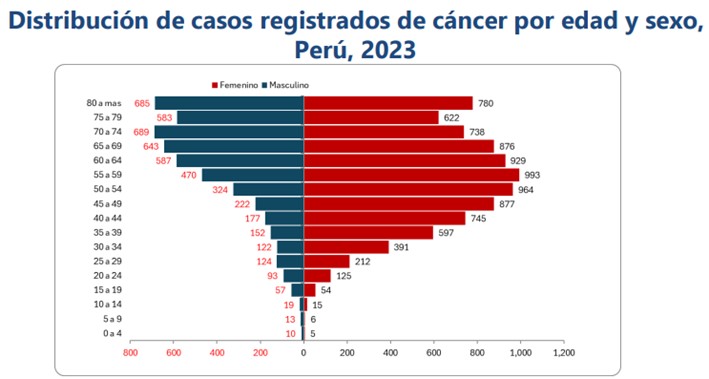 Distribución de casos registrados de cáncer por edad y sexo,
Perú, 2023
Femenino Masculino
80 a mas 685 780
75 a 79 583 622
70 a 74 689 738
65 a 69 643 876
60 a 64 587 929
55 a 59 470 993
50 a 54 324 964
45 a 49 222 877
40 a 44 177 745
35 a 39 152 597
30 a 34 122 391
25 a 29 124 212
20 a 24 93 125
15 a 19 57 54
10 a 14 19 15
5 a 9 13 6
0 a 4 10 5
800 600 400 200 0 200 400 600 800 1,000 1,200